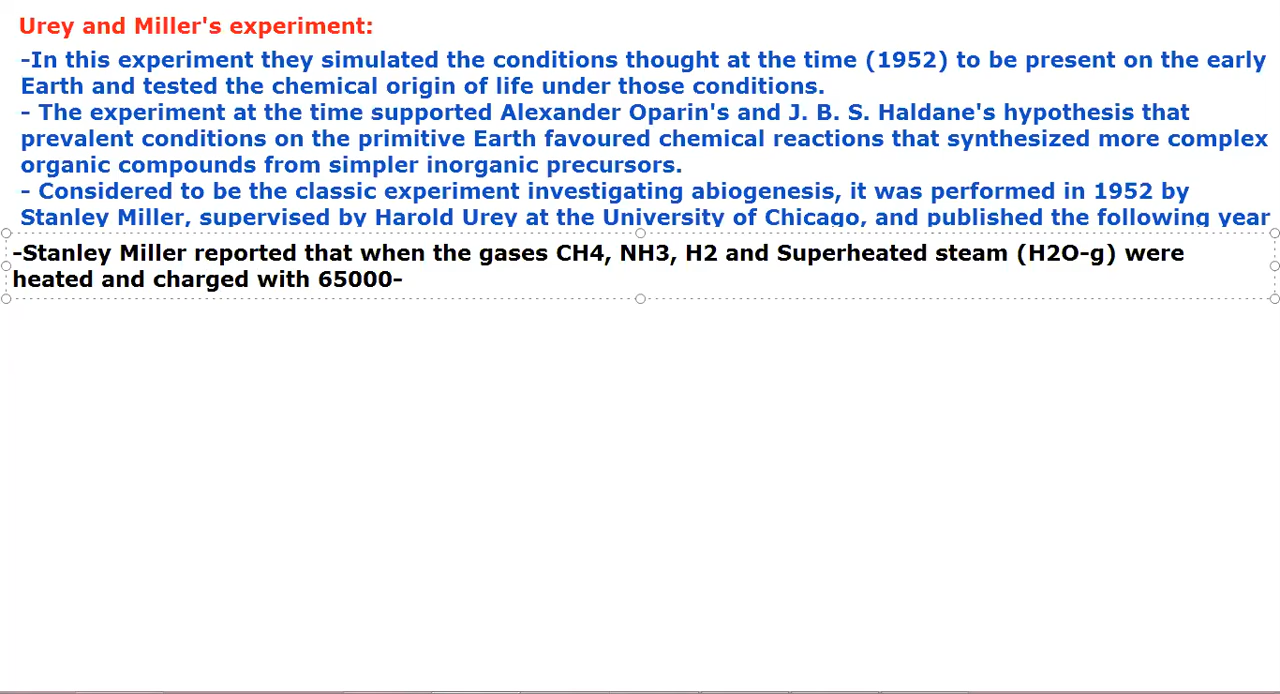 Urey and Miller's experiment:
-In this experiment they simulated the conditions thought at the time (1952) to be present on the early
Earth and tested the chemical origin of life under those conditions.
- The experiment at the time supported Alexander Oparin's and J. B. S. Haldane's hypothesis that
prevalent conditions on the primitive Earth favoured chemical reactions that synthesized more complex
organic compounds from simpler inorganic precursors.
- Considered to be the classic experiment investigating abiogenesis, it was performed in 1952 by
Stanley Miller, supervised by Harold Urey at the University of Chicago, and published the following year
-Stanley Miller reported that when the gases CH4, NH3, H2 and Superheated steam (H2O-g) were
heated and charged with 65000-